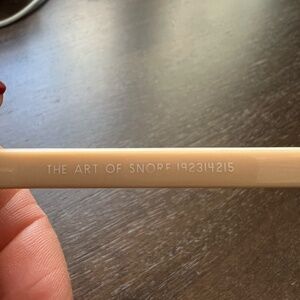 THE ART OF SNORE 192314215